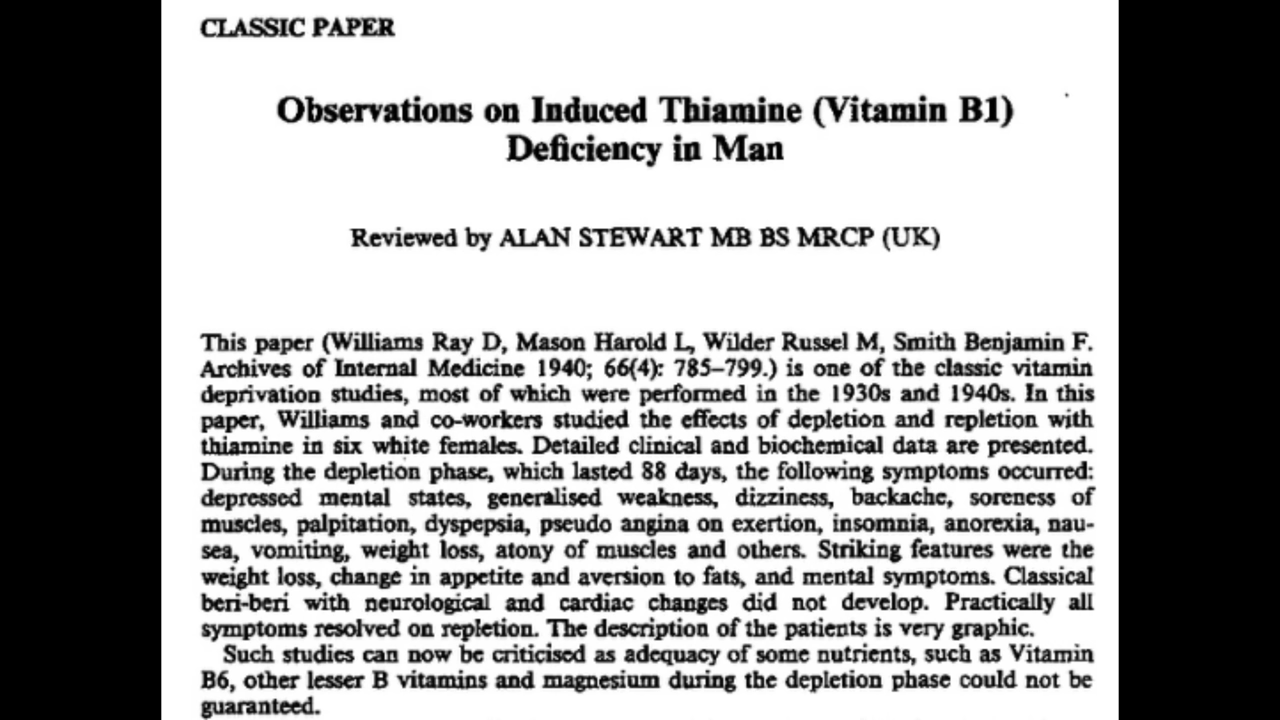 CLASSIC PAPER
Observations on Induced Thiamine (Vitamin B1)
Deficiency in Man
Reviewed by ALAN STEWART MB BS MRCP (UK)
This paper (Williams Ray D, Mason Harold L, Wilder Russel M, Smith Benjamin F.
Archives of Internal Medicine 1940; 66(4): 785–799.) is one of the classic vitamin
deprivation studies, most of which were performed in the 1930s and 1940s. In this
paper, Williams and co-workers studied the effects of depletion and repletion with
thiamine in six white females. Detailed clinical and biochemical data are presented.
During the depletion phase, which lasted 88 days, the following symptoms occurred:
depressed mental states, generalised weakness, dizziness, backache, soreness of
muscles, palpitation, dyspepsia, pseudo angina on exertion, insomnia, anorexia, nau-
sea, vomiting, weight loss, atony of muscles and others. Striking features were the
weight loss, change in appetite and aversion to fats, and mental symptoms. Classical
beri-beri with neurological and cardiac changes did not develop. Practically all
symptoms resolved on repletion. The description of the patients is very graphic.
Such studies can now be criticised as adequacy of some nutrients, such as Vitamin
B6, other lesser B vitamins and magnesium during the depletion phase could not be
guaranteed.